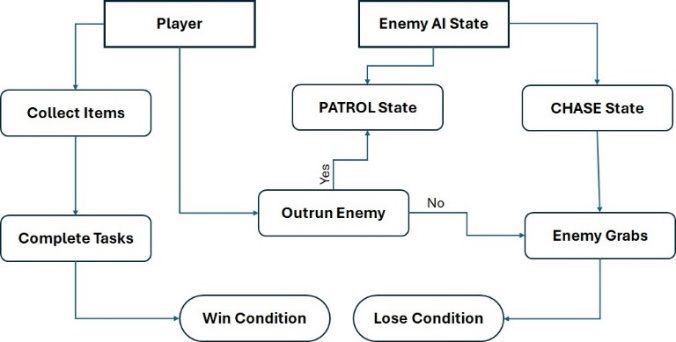 Player
Enemy AI State
Collect Items
PATROL State
CHASE State
Yes
Outrun Enemy
No
Complete Tasks
Enemy Grabs
Win Condition
Lose Condition